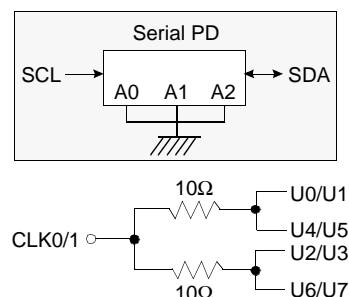 Serial PD
SCL
SDA
A0 A1 A2
10Ω
U0/U1
U4/U5
CLK0/1
U2/U3
10Ω
U6/U7